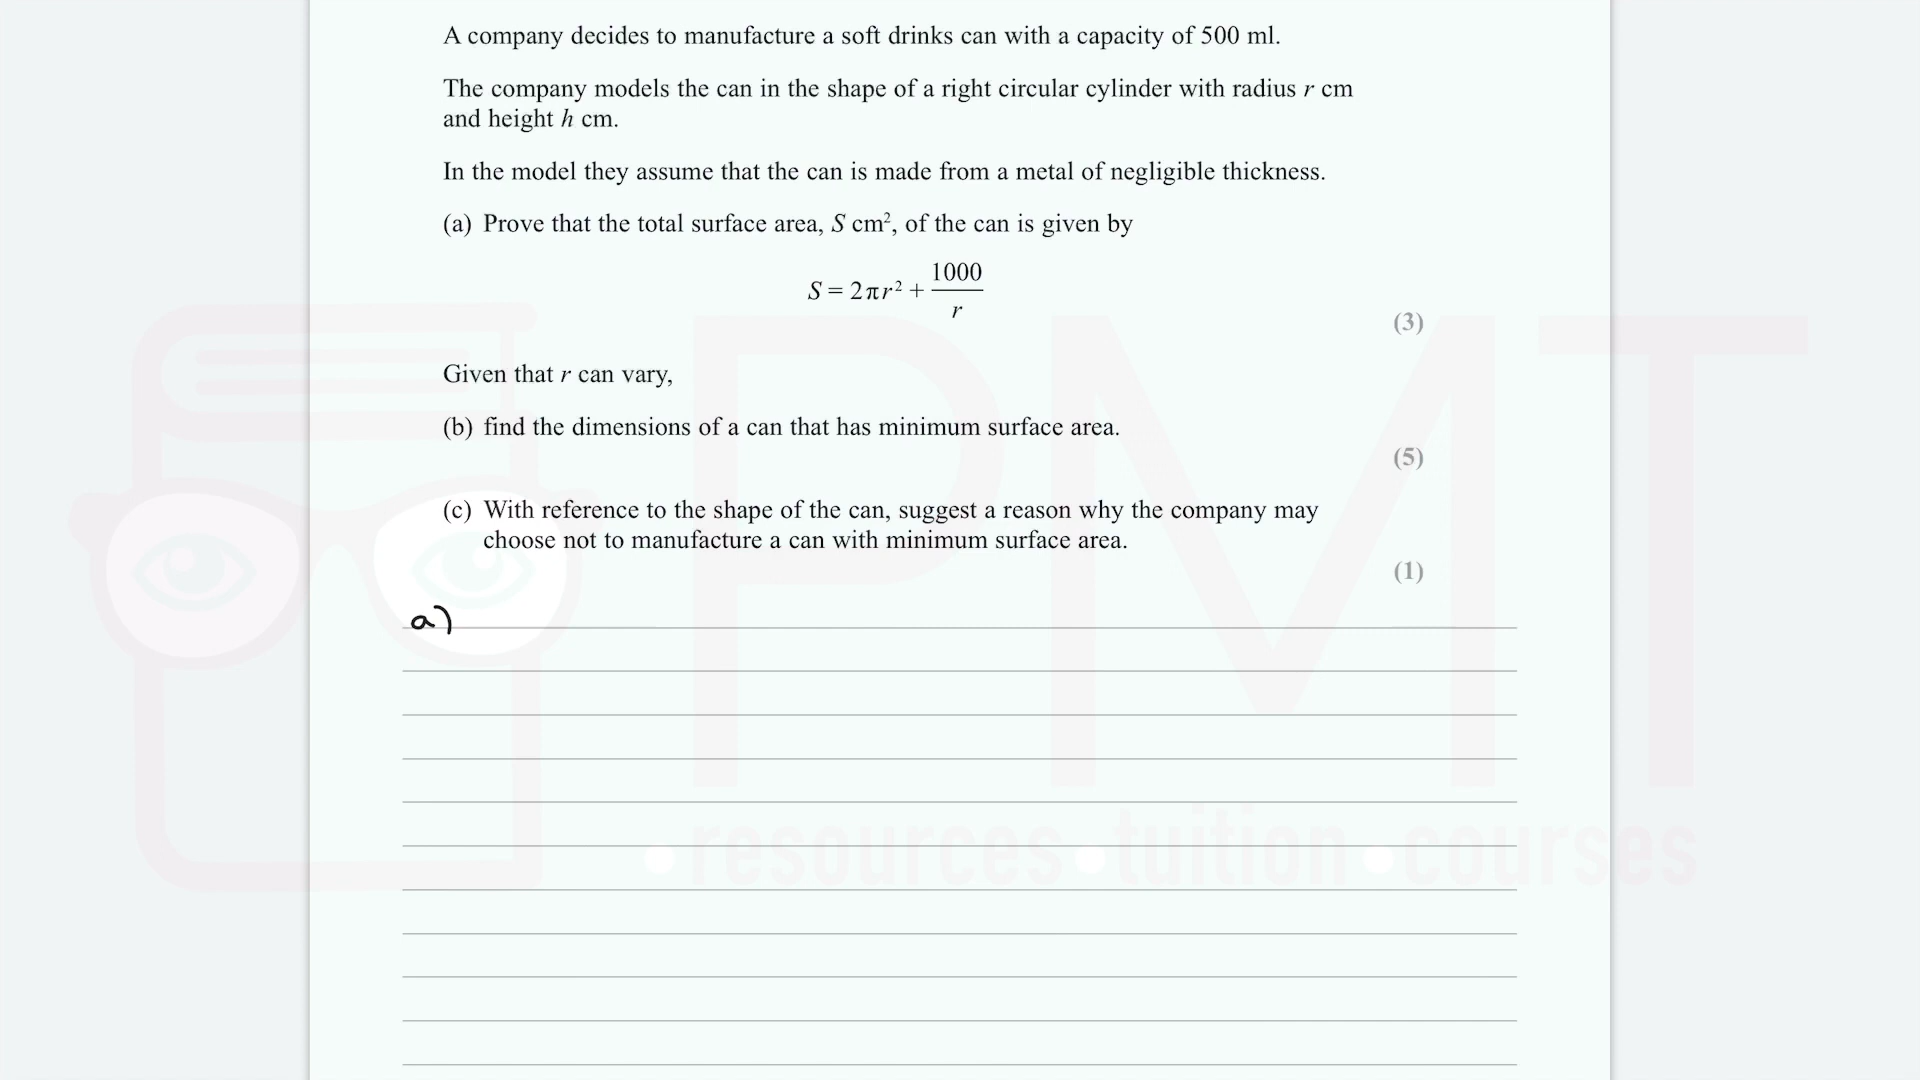 A company decides to manufacture a soft drinks can with a capacity of 500 ml.
The company models the can in the shape of a right circular cylinder with radius r cm
and height h cm.
In the model they assume that the can is made from a metal of negligible thickness.
(a) Prove that the total surface area, S cm², of the can is given by
S = 2πr² + 1000/r
(3)
Given that r can vary,
(b) find the dimensions of a can that has minimum surface area.
(5)
(c) With reference to the shape of the can, suggest a reason why the company may
choose not to manufacture a can with minimum surface area.
(1)
a)
PMT
resources • tuition • courses